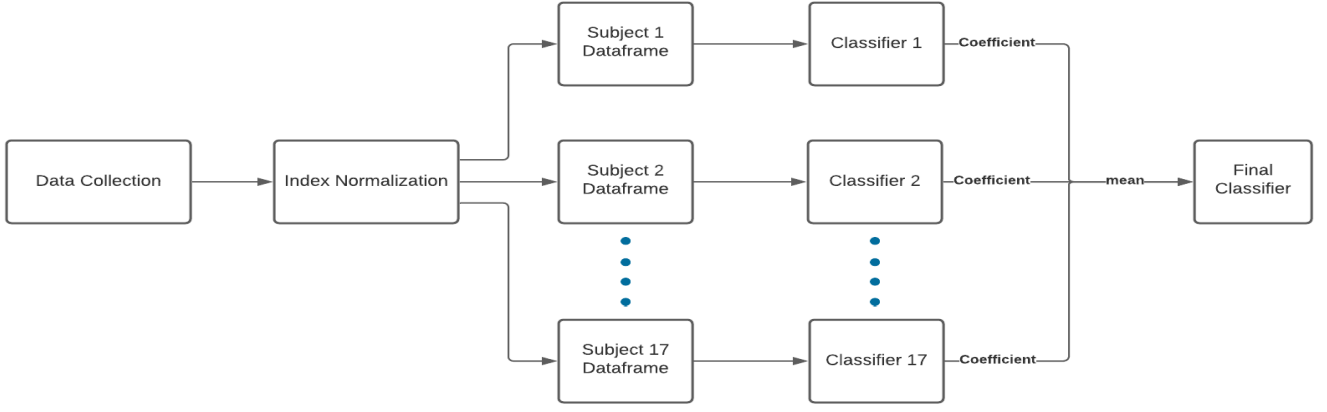 Subject 1
Dataframe
Classifier 1
Coefficient
Data Collection
Index Normalization
Subject 2
Dataframe
Classifier 2
Coefficient
mean
Final
Classifier
Subject 17
Dataframe
Classifier 17
Coefficient